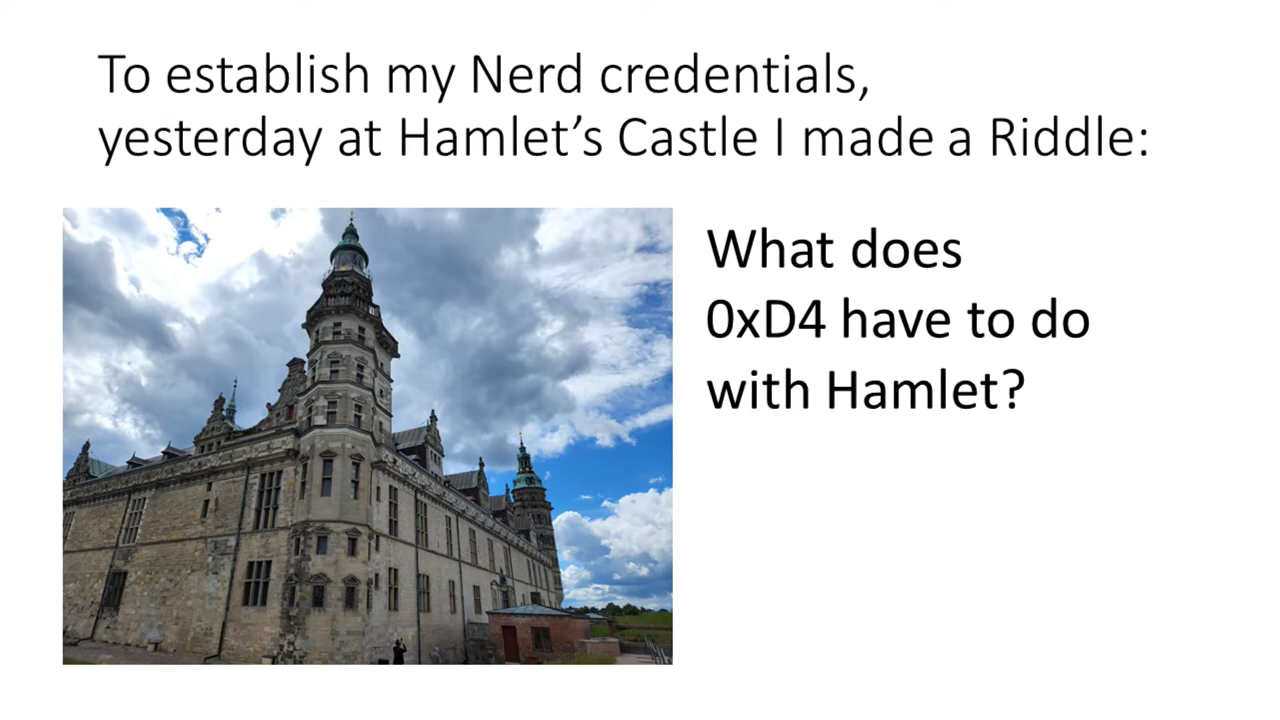 To establish my Nerd credentials,
yesterday at Hamlet’s Castle I made a Riddle:
What does
0xD4 have to do
with Hamlet?